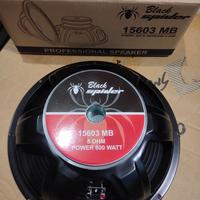 Black
spider
15603 MB
PROFESSIONAL SPEAKER
Black
spider
15603 MB
8 OHM
POWER 800 WATT